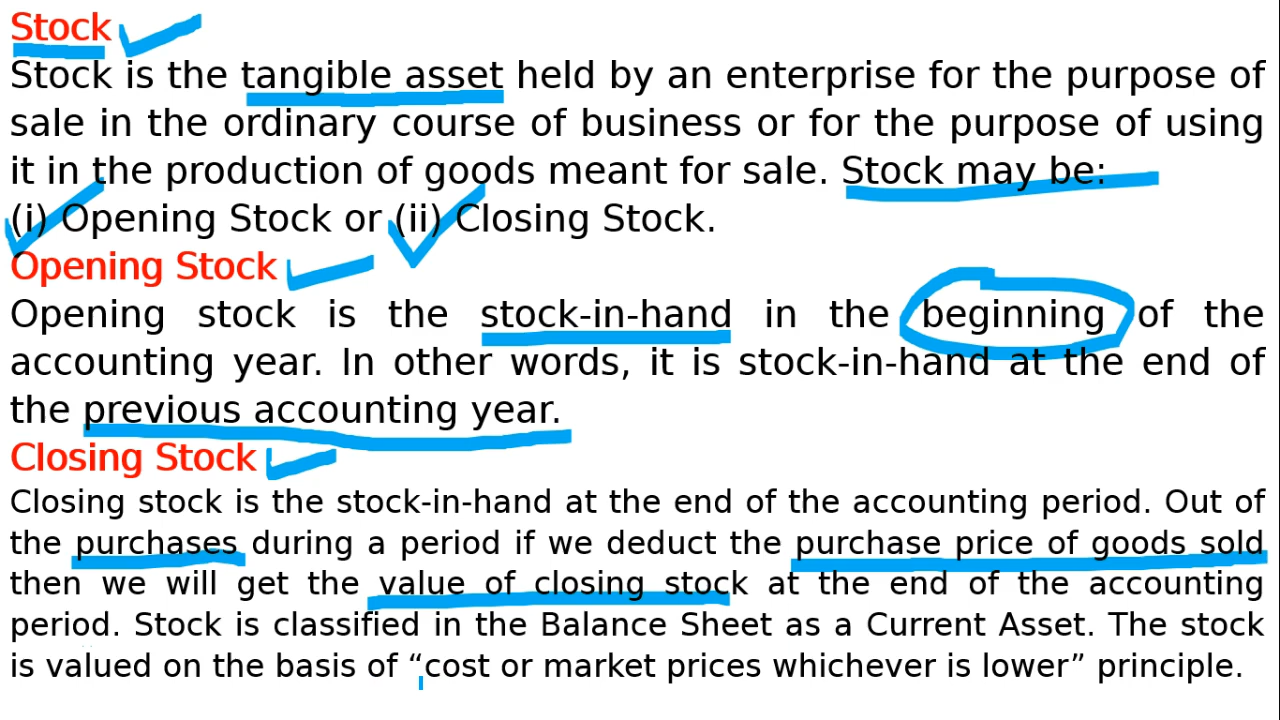 Stock
Stock is the tangible asset held by an enterprise for the purpose of
sale in the ordinary course of business or for the purpose of using
it in the production of goods meant for sale. Stock may be:
(i) Opening Stock or (ii) Closing Stock.
Opening Stock
Opening stock is the stock-in-hand in the beginning of the
accounting year. In other words, it is stock-in-hand at the end of
the previous accounting year.
Closing Stock
Closing stock is the stock-in-hand at the end of the accounting period. Out of
the purchases during a period if we deduct the purchase price of goods sold
then we will get the value of closing stock at the end of the accounting
period. Stock is classified in the Balance Sheet as a Current Asset. The stock
is valued on the basis of “cost or market prices whichever is lower” principle.